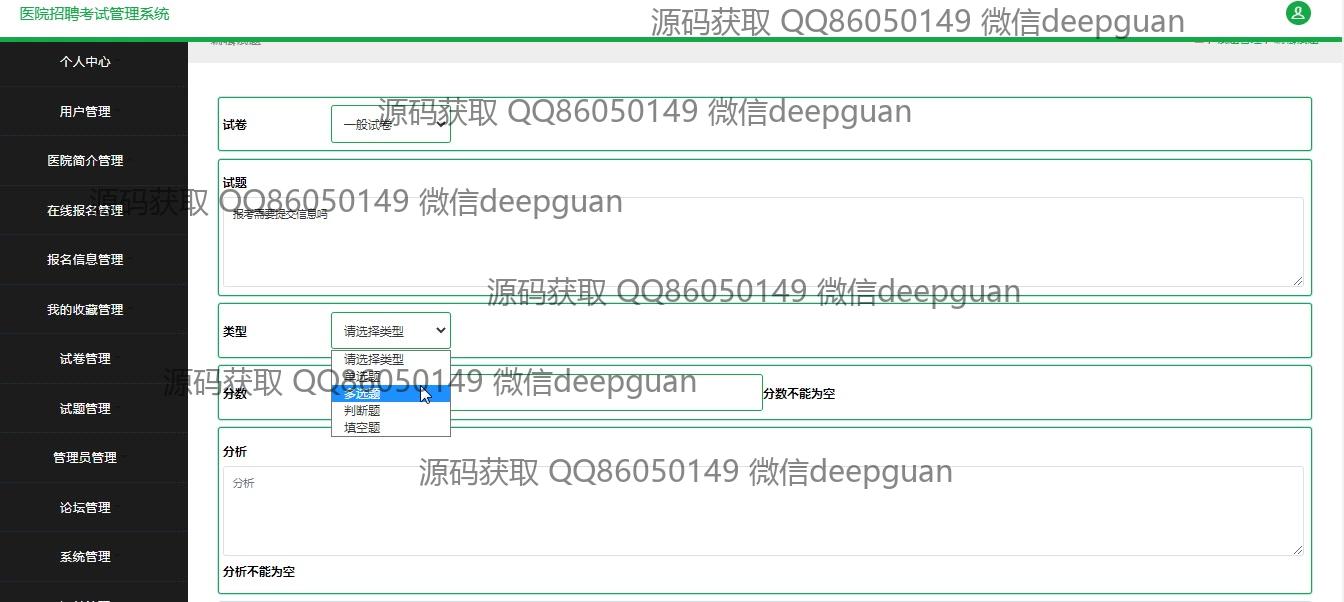 医院招聘考试管理系统
源码获取 QQ86050149 微信deepguan
个人中心
用户管理
医院简介管理
在线报名管理
报名信息管理
我的收藏管理
试卷管理
试题管理
管理员管理
论坛管理
系统管理
试卷
一般试卷
源码获取 QQ86050149 微信deepguan
试题
源码获取 QQ86050149 微信deepguan
报考需要提交信息吗
源码获取 QQ86050149 微信deepguan
类型
请选择类型
请选择类型
单选题
多选题
判断题
填空题
源码获取 QQ86050149 微信deepguan
分数
分数不能为空
分析
源码获取 QQ86050149 微信deepguan
分析
分析不能为空